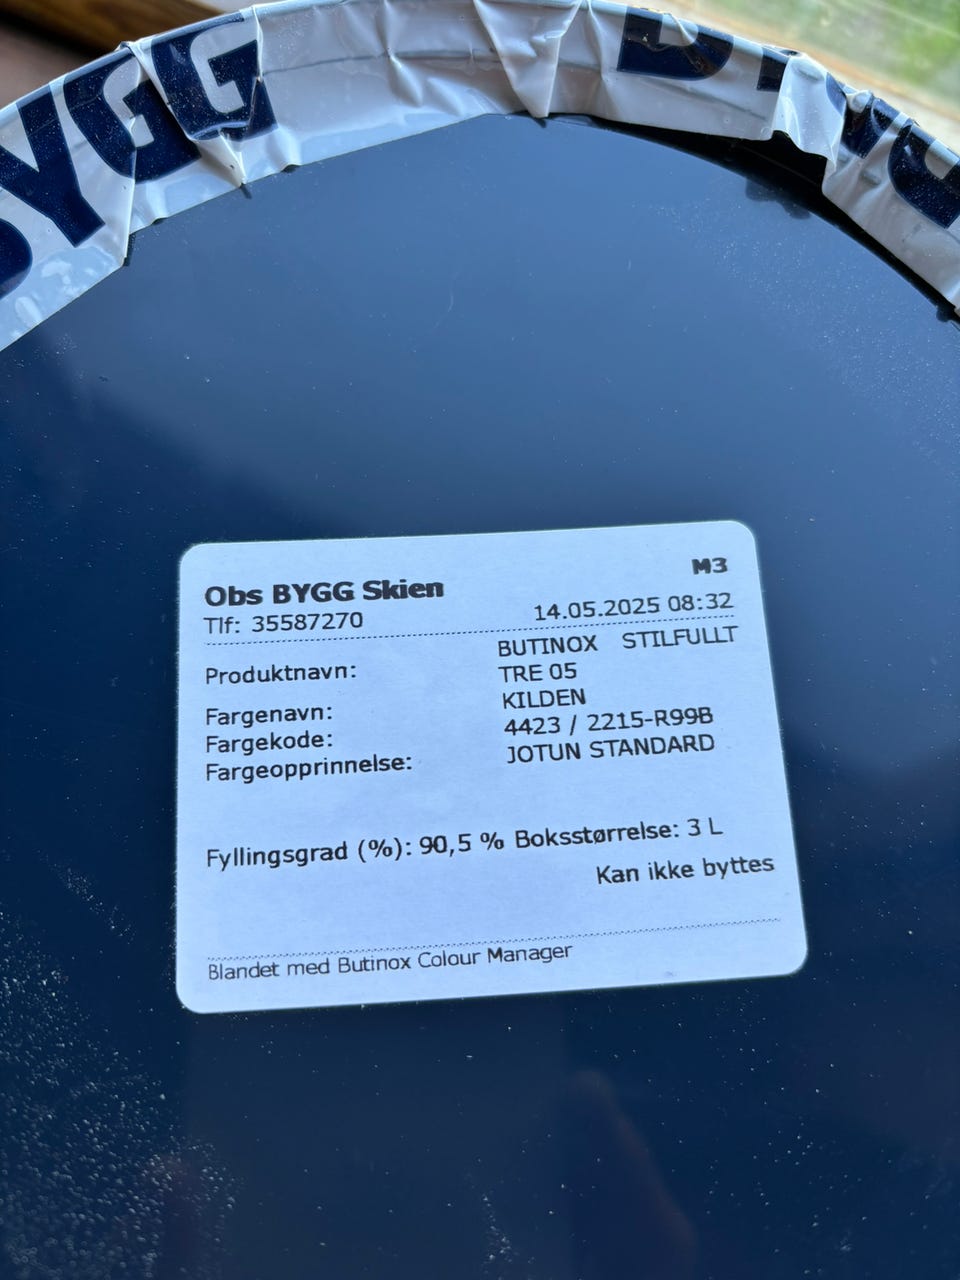 BYGG
BYGG
Obs BYGG Skien
M3
Tlf: 35587270
14.05.2025 08:32
Produktnavn: BUTINOX STILFULLT
TRE 05
Fargenavn: KILDEN
Fargekode: 4423 / 2215-R99B
Fargeopprinnelse: JOTUN STANDARD
Fyllingsgrad (%): 90,5 % Boksstørrelse: 3 L
Kan ikke byttes
Blandet med Butinox Colour Manager